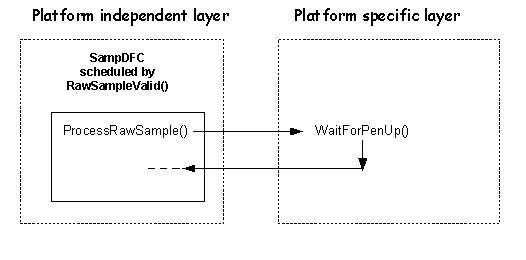 Platform independent layer
Platform specific layer
SampDFC
scheduled by
RawSampleValid()
ProcessRawSample()
WaitForPenUp()